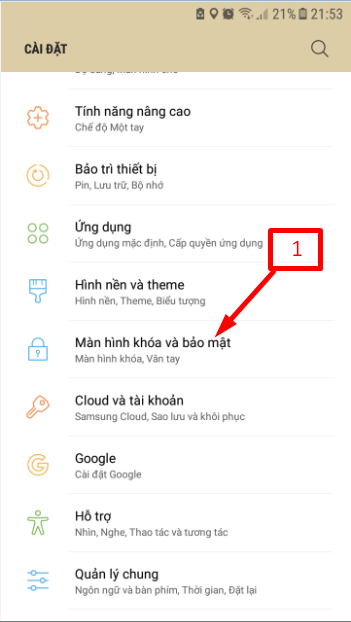 21% 21:53
CÀI ĐẶT
Tính năng nâng cao
Chế độ Một tay
Bảo trì thiết bị
Pin, Lưu trữ, Bộ nhớ
Ứng dụng
Ứng dụng mặc định, Cấp quyền ứng dụng
1
Hình nền và theme
Hình nền, Theme, Biểu tượng
Màn hình khóa và bảo mật
Màn hình khóa, Vân tay
Cloud và tài khoản
Samsung Cloud, Sao lưu và khôi phục
Google
Cài đặt Google
Hỗ trợ
Nhìn, Nghe, Thao tác và tương tác
Quản lý chung
Ngôn ngữ và bàn phím, Thời gian, Đặt lại